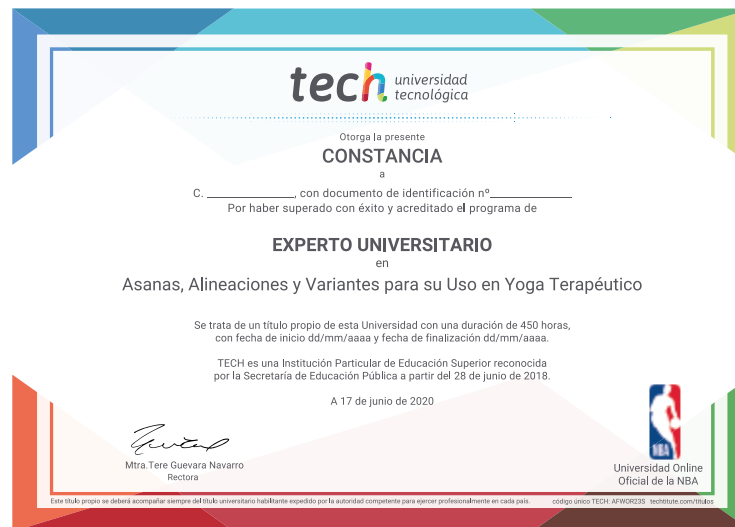 tech universidad
tecnológica
Otorga la presente
CONSTANCIA
a
C. ________________, con documento de identificación nº______________
Por haber superado con éxito y acreditado el programa de
EXPERTO UNIVERSITARIO
en
Asanas, Alineaciones y Variantes para su Uso en Yoga Terapéutico
Se trata de un título propio de esta Universidad con una duración de 450 horas,
con fecha de inicio dd/mm/aaaa y fecha de finalización dd/mm/aaaa.
TECH es una Institución Particular de Educación Superior reconocida
por la Secretaría de Educación Pública a partir del 28 de junio de 2018.
A 17 de junio de 2020
Mtra.Tere Guevara Navarro
Rectora
NBA
Universidad Online
Oficial de la NBA
Este título propio se deberá acompañar siempre del título universitario habilitante expedido por la autoridad competente para ejercer profesionalmente en cada país. código único TECH: AFWOR23S techtitute.com/titulos